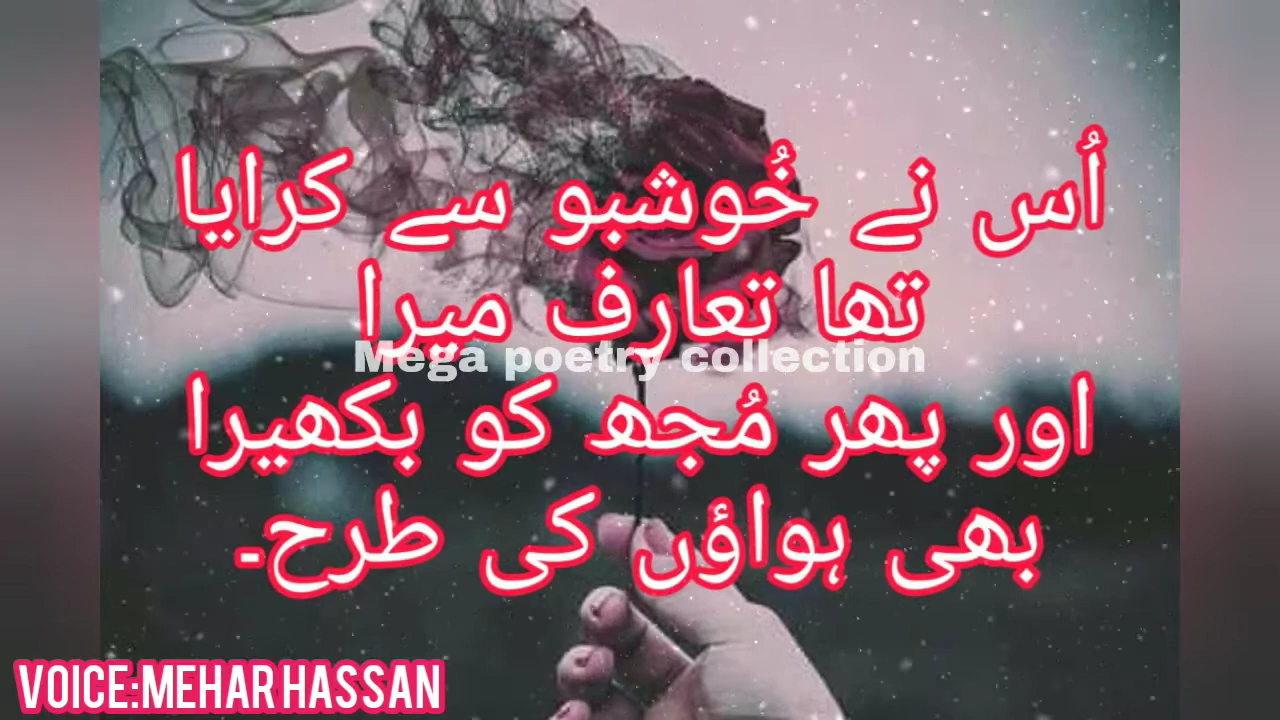 اُس نے خُوشبو سے کرایا
تھا تعارف میرا
Mega poetry collection
اور پھر مُجھ کو بکھیرا
بھی ہواؤں کی طرح۔
VOICE:MEHAR HASSAN